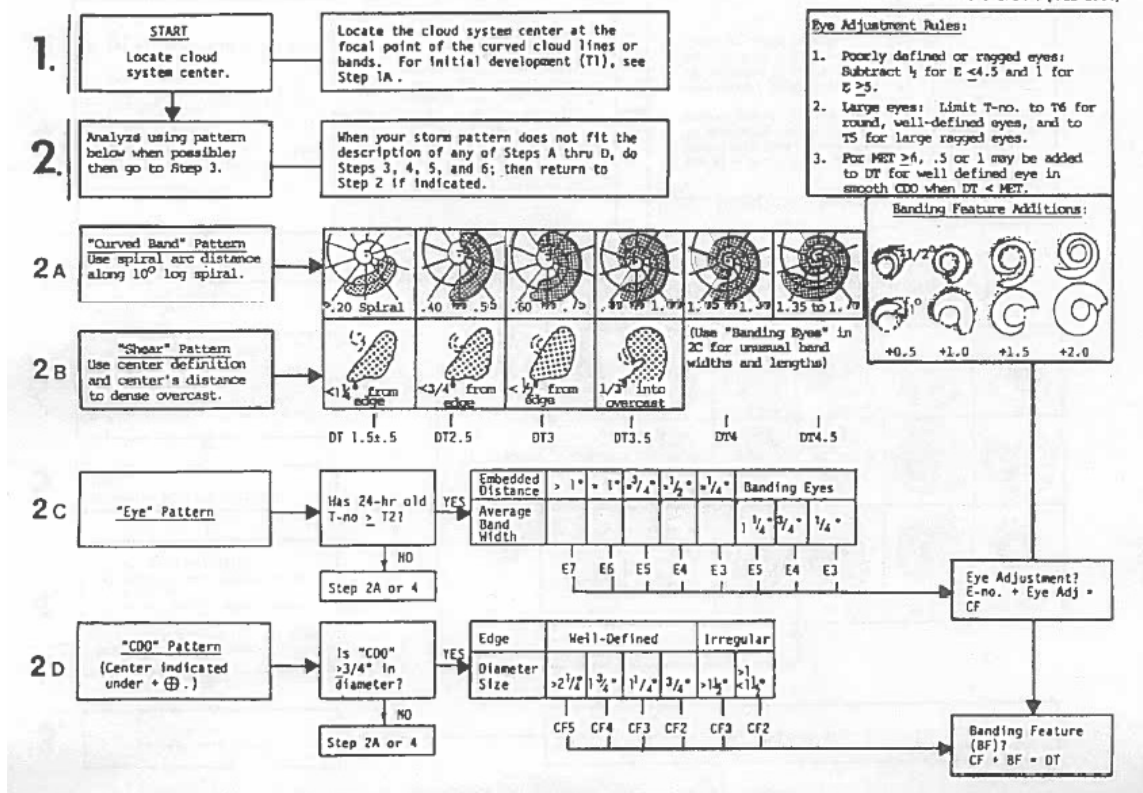 1.
START
Locate cloud
system center.
Locate the cloud system center at the
focal point of the curved cloud lines or
bands. For initial development (T1), see
Step 1A.
2.
Analyze using pattern
below when possible;
then go to Step 3.
When your storm pattern does not fit the
description of any of Steps A thru D, do
Steps 3, 4, 5, and 6; then return to
Step 2 if indicated.
Eye Adjustment Rules:
1. Poorly defined or ragged eyes:
Subtract ½ for E ≤4.5 and 1 for
E ≥5.
2. Large eyes: Limit T-no. to T6 for
round, well-defined eyes, and to
T5 for large ragged eyes.
3. For MET ≥6, .5 or 1 may be added
to DT for well defined eye in
smooth CDO when DT < MET.
Banding Feature Additions:
1/2°
+0.5 +1.0 +1.5 +2.0
2A
"Curved Band" Pattern
Use spiral arc distance
along 10° log spiral.
.20 Spiral
.40
.60
1.35 to
2B
"Shear" Pattern
Use center definition
and center's distance
to dense overcast.
<1¼ from
edge
<3/4° from
edge
<½° from
edge
1/3° into
overcast
(Use "Banding Eyes" in
2C for unusual band
widths and lengths)
DT 1.5±.5 DT2.5 DT3 DT3.5 DT4 DT4.5
2C
"Eye" Pattern
Has 24-hr old
T-no ≥ T2?
YES
NO
Step 2A or 4
Embedded
Distance > 1° 1° 3/4° 1/2° 1/4° Banding Eyes
Average
Band
Width 1 1/4° 3/4° 1/4°
E7 E6 E5 E4 E3 E5 E4 E3
Eye Adjustment?
E-no. + Eye Adj =
CF
2D
"CDO" Pattern
(Center indicated
under + ⊕.)
Is "CDO"
≥3/4° in
diameter?
YES
NO
Step 2A or 4
Edge Well-Defined Irregular
Diameter
Size >2¼° 1¾° 1¼° ¾° >1½° >1 <1½°
CF5 CF4 CF3 CF2 CF3 CF2
Banding Feature
(BF)?
CF + BF = DT